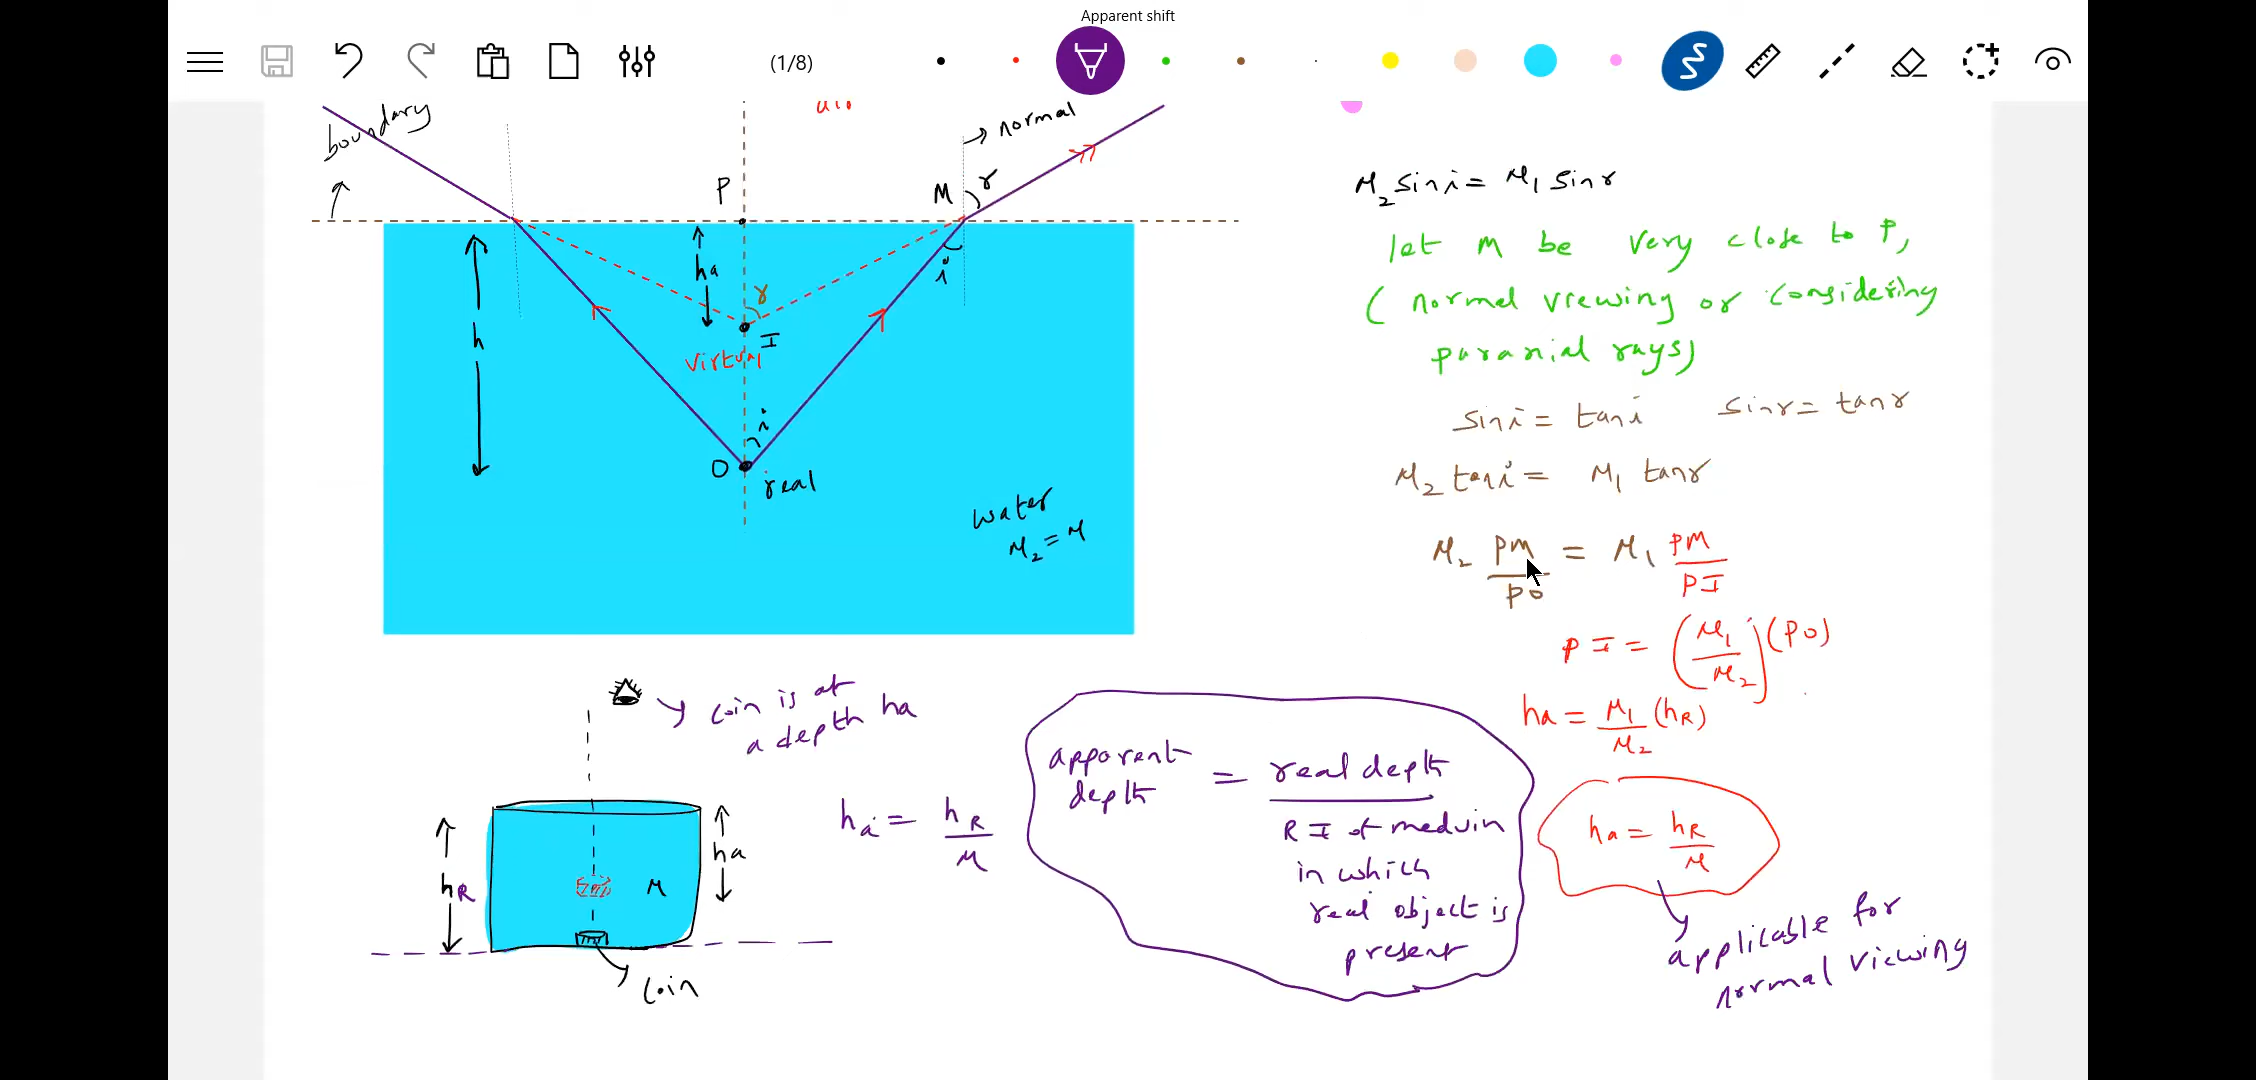 Apparent shift
(1/8)
air
boundary
normal
P
M
r
ha
r
i
h
I
virtual
i
O
real
water
μ₂ = μ
μ₂ sin i = μ₁ sin r
let M be very close to P,
( normal viewing or considering
paraxial rays)
sin i = tan i sin r = tan r
μ₂ tan i = μ₁ tan r
μ₂ PM/PO = μ₁ PM/PI
PI = (μ₁/μ₂)(PO)
ha = μ₁/μ₂ (hR)
ha = hR/μ
applicable for
normal viewing
coin is at
a depth ha
hR
ha
μ
coin
ha = hR/μ
apparent
depth
= real depth
RI of meduim
in which
real object is
present